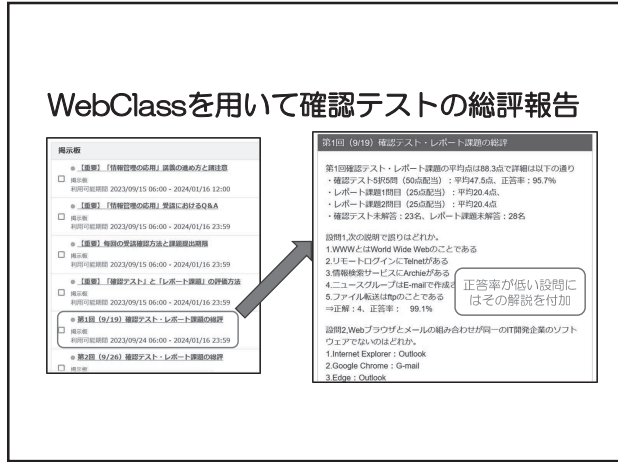 WebClassを用いて確認テストの総評報告
掲示板
【重要】「情報管理の応用」講義の進め方と諸注意
掲示板
利用可能期間 2023/09/15 06:00 - 2024/01/16 12:00
【重要】「情報管理の応用」受講におけるQ&A
掲示板
利用可能期間 2023/09/15 06:00 - 2024/01/16 23:59
【重要】毎回の受講確認方法と課題提出期限
掲示板
利用可能期間 2023/09/15 06:00 - 2024/01/16 23:59
【重要】「確認テスト」と「レポート課題」の評価方法
掲示板
利用可能期間 2023/09/15 06:00 - 2024/01/16 23:59
第1回（9/19）確認テスト・レポート課題の総評
掲示板
利用可能期間 2023/09/24 06:00 - 2024/01/16 23:59
第2回（9/26）確認テスト・レポート課題の総評
掲示板
第1回（9/19）確認テスト・レポート課題の総評
第1回確認テスト・レポート課題の平均点は88.3点で詳細は以下の通り
・確認テスト5択5問（50点配当）：平均47.5点、正答率：95.7%
・レポート課題1問目（25点配当）：平均20.4点、
・レポート課題2問目（25点配当）：平均20.4点
・確認テスト未解答：23名、レポート課題未解答：28名
設問1,次の説明で誤りはどれか。
1.WWWとはWorld Wide Webのことである
2.リモートログインにTelnetがある
3.情報検索サービスにArchieがある
4.ニュースグループはE-mailで作成さ
5.ファイル転送はftpのことである
⇒正解：4、正答率： 99.1%
正答率が低い設問に
はその解説を付加
設問2,Webブラウザとメールの組み合わせが同一のIT開発企業のソフト
ウェアでないのはどれか。
1.Internet Explorer：Outlook
2.Google Chrome：G-mail
3.Edge：Outlook